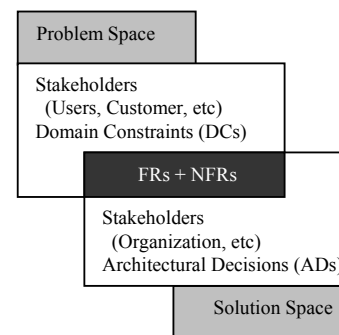 Problem Space
Stakeholders
(Users, Customer, etc)
Domain Constraints (DCs)
FRs + NFRs
Stakeholders
(Organization, etc)
Architectural Decisions (ADs)
Solution Space